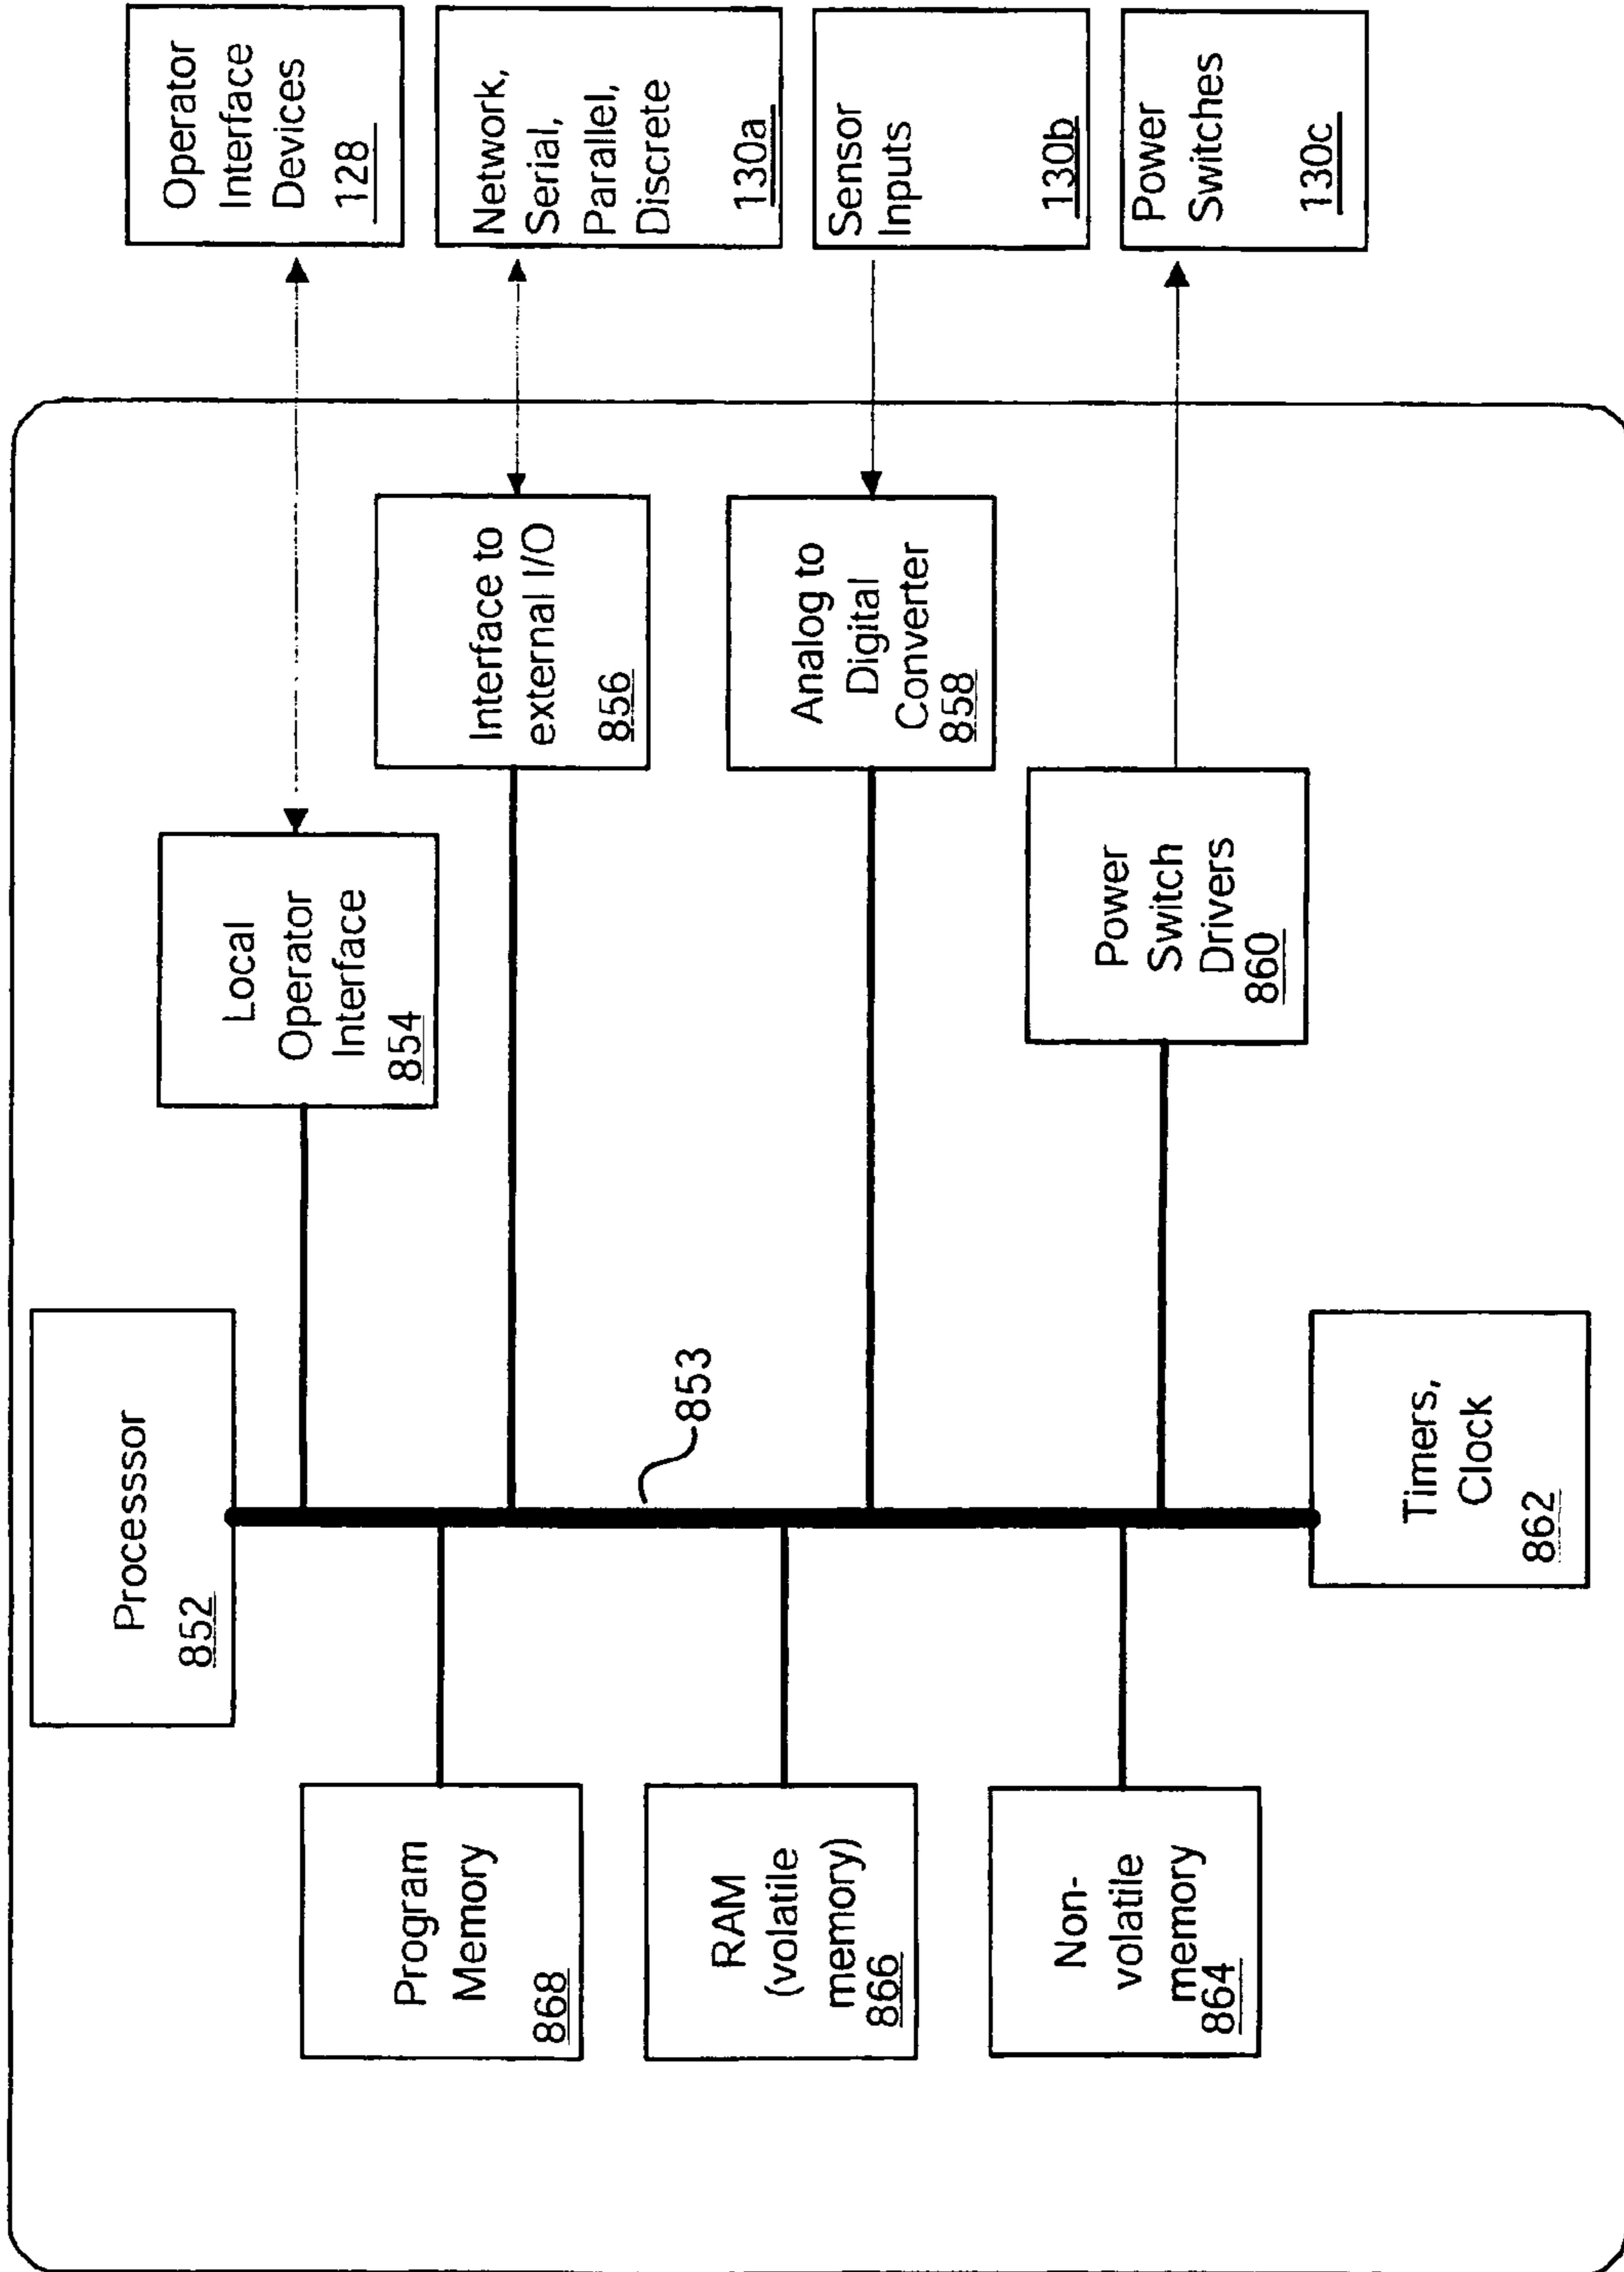 Processsor
852
Program
Memory
868
RAM
(volatile
memory)
866
Non-
volatile
memory
864
Timers,
Clock
862
853
Local
Operator
Interface
854
Interface to
external I/O
856
Analog to
Digital
Converter
858
Power
Switch
Drivers
860
Operator
Interface
Devices
128
Network,
Serial,
Parallel,
Discrete
130a
Sensor
Inputs
130b
Power
Switches
130c